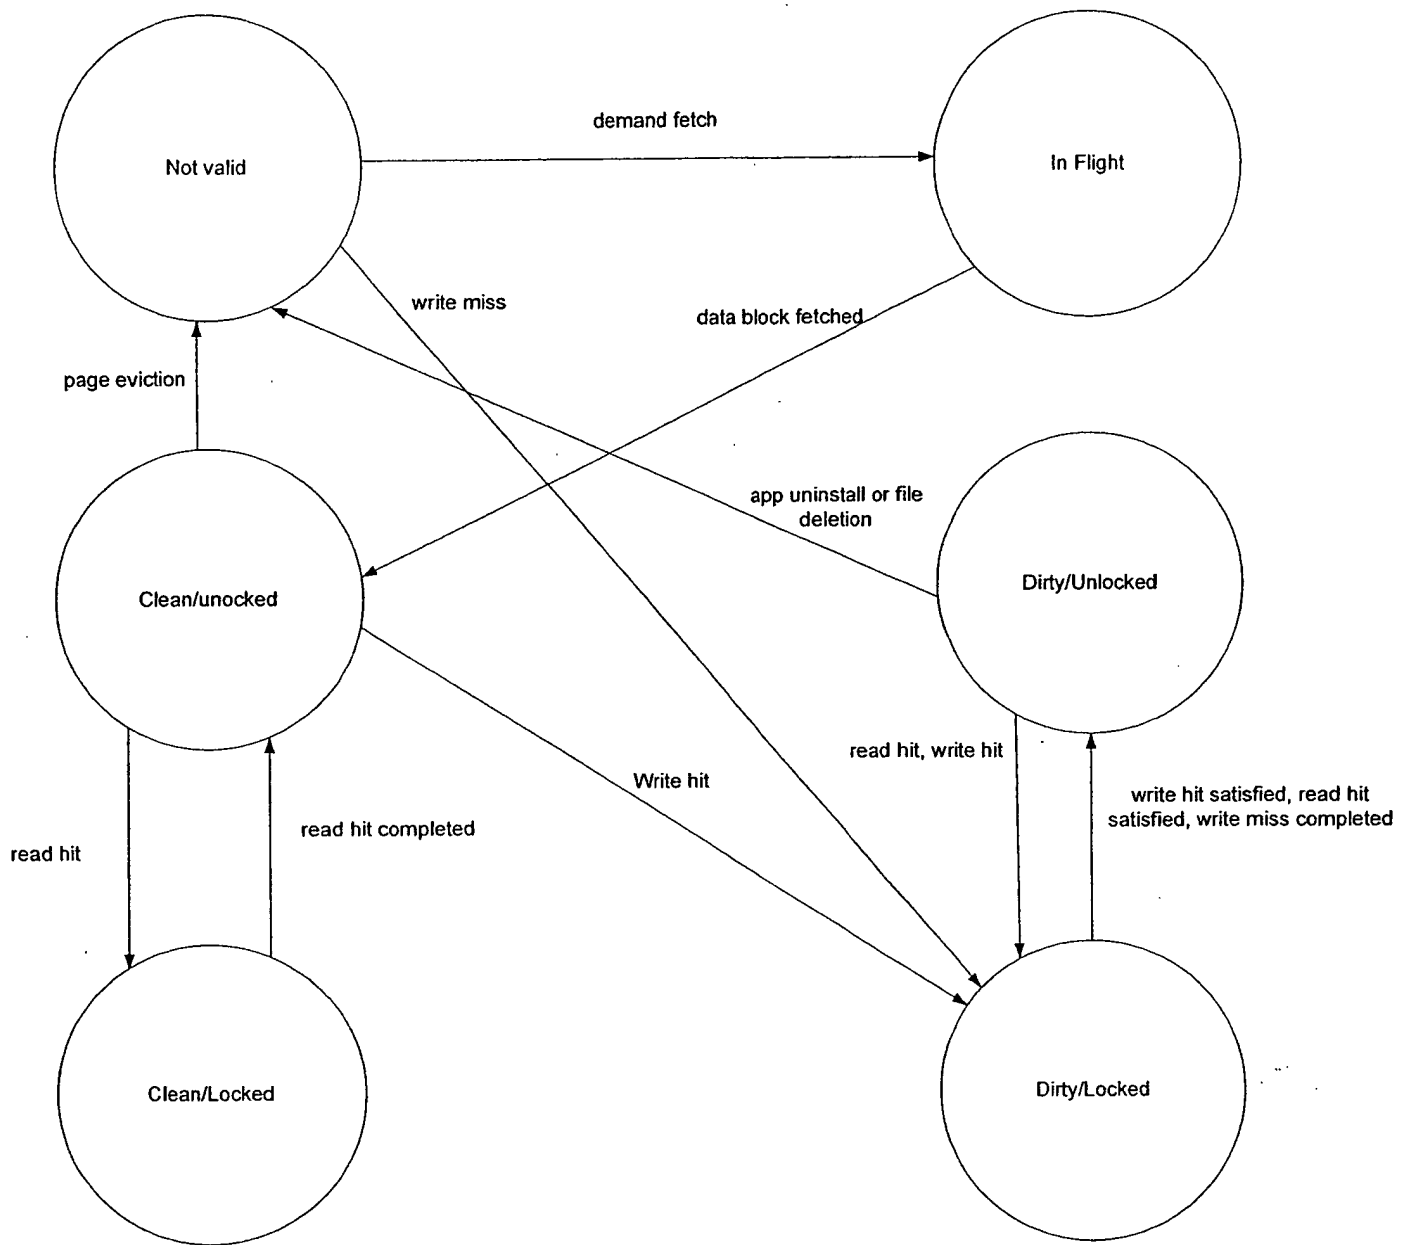 demand fetch
Not valid
In Flight
write miss
data block fetched
page eviction
app uninstall or file
deletion
Dirty/Unlocked
Clean/unocked
read hit, write hit
Write hit
write hit satisfied, read hit
satisfied, write miss completed
read hit completed
read hit
Clean/Locked
Dirty/Locked